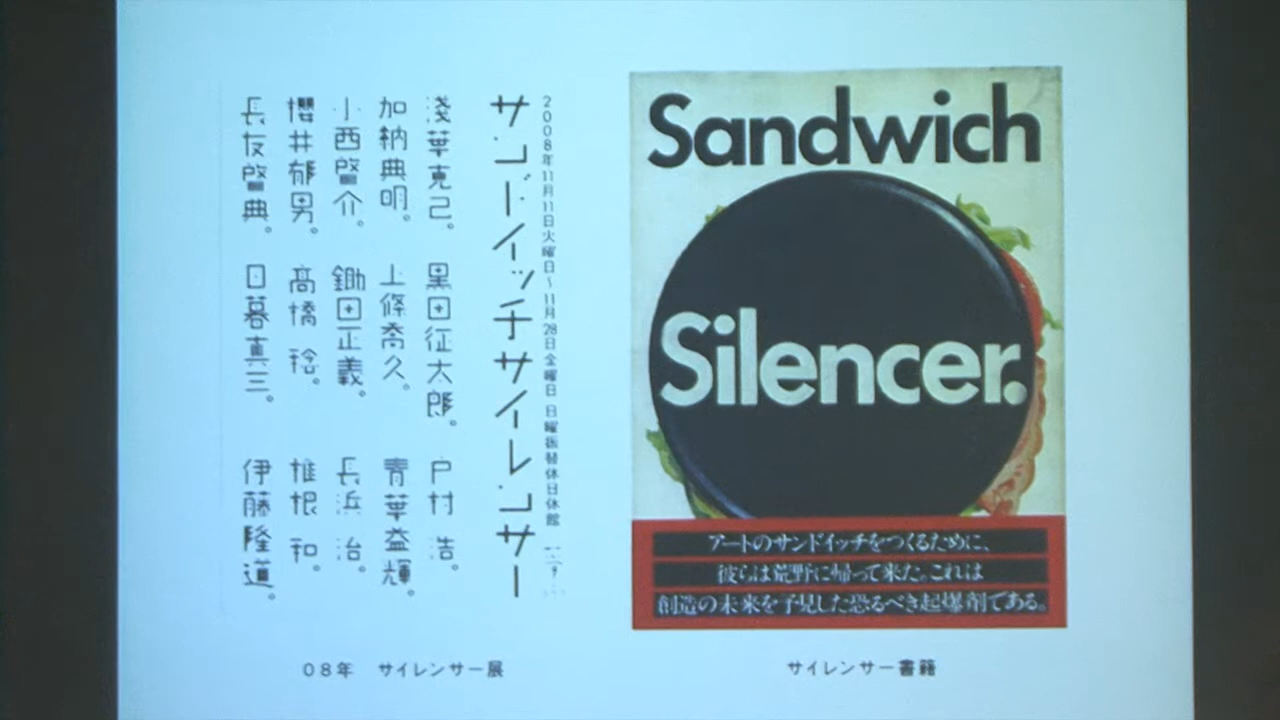 2008年11月11日火曜日〜11月28日金曜日 日曜振替休日休館
サンドイッチサイレンサー
淺葉克己。 黒田征太郎。 戸村 浩。
加納典明。 上條喬久。 青葉益輝。
小西啓介。 鋤田正義。 長浜 治。
櫻井郁男。 髙橋 稔。 椎根 和。
長友啓典。 日暮真三。 伊藤隆道。
08年 サイレンサー展
Sandwich
Silencer.
アートのサンドイッチをつくるために、
彼らは荒野に帰って来た。これは
創造の未来を予見した恐るべき起爆剤である。
サイレンサー書籍